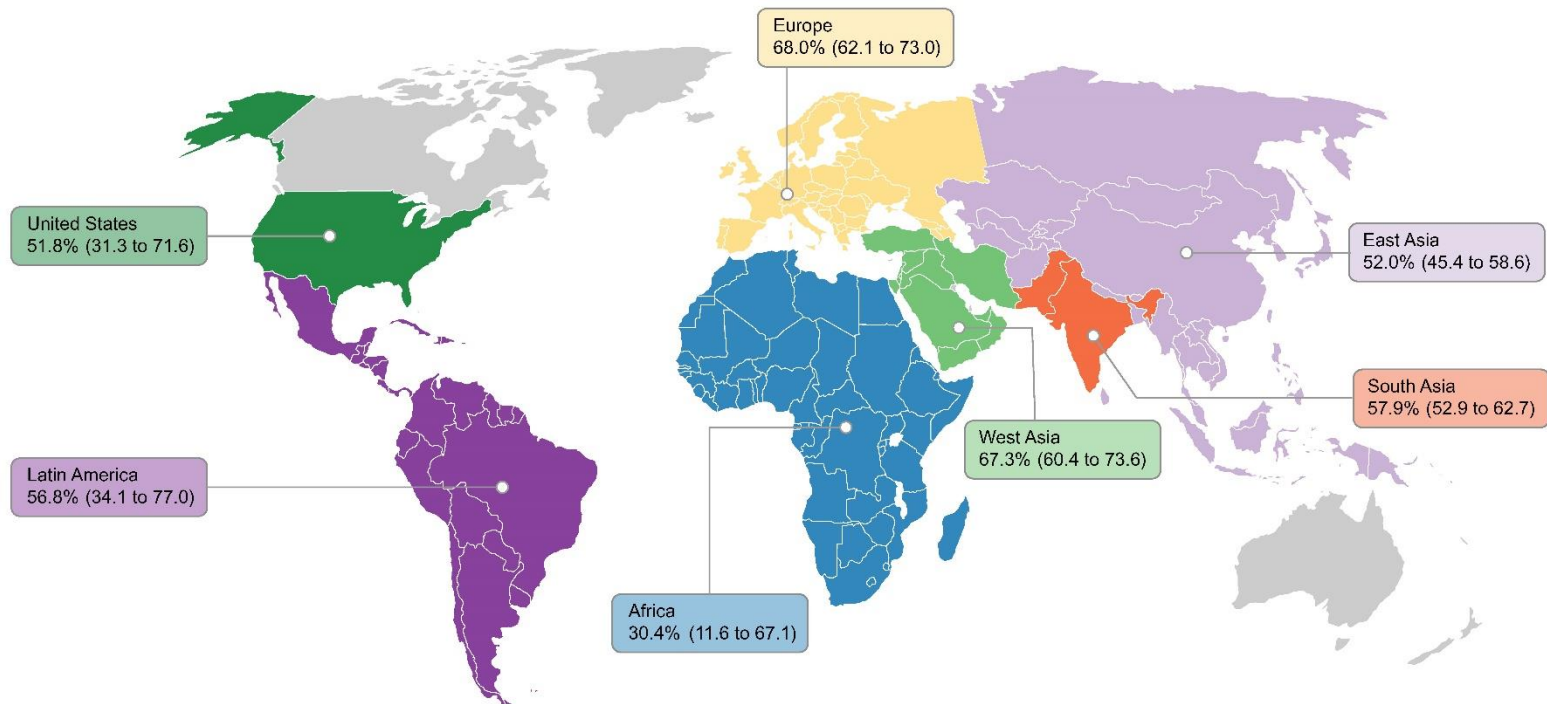 Europe
68.0% (62.1 to 73.0)
United States
51.8% (31.3 to 71.6)
East Asia
52.0% (45.4 to 58.6)
South Asia
57.9% (52.9 to 62.7)
West Asia
67.3% (60.4 to 73.6)
Latin America
56.8% (34.1 to 77.0)
Africa
30.4% (11.6 to 67.1)